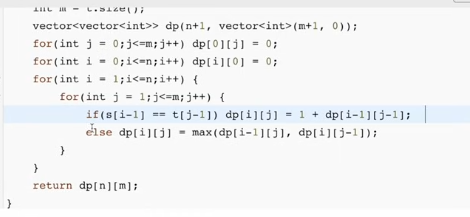 int m = t.size();
vector<vector<int>> dp(n+1, vector<int>(m+1, 0));
for(int j = 0;j<=m;j++) dp[0][j] = 0;
for(int i = 0;i<=n;i++) dp[i][0] = 0;
for(int i = 1;i<=n;i++) {
for(int j = 1;j<=m;j++) {
if(s[i-1] == t[j-1]) dp[i][j] = 1 + dp[i-1][j-1];
else dp[i][j] = max(dp[i-1][j], dp[i][j-1]);
}
}
return dp[n][m];
}